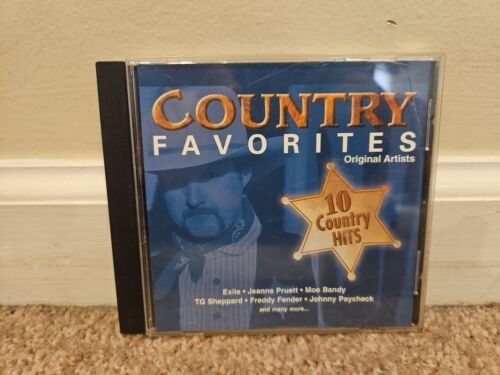 COUNTRY
FAVORITES
Original Artists
10
Country
HITS
Exile • Jeanne Pruett • Moe Bandy
TG Sheppard • Freddy Fender • Johnny Paycheck
and many more...